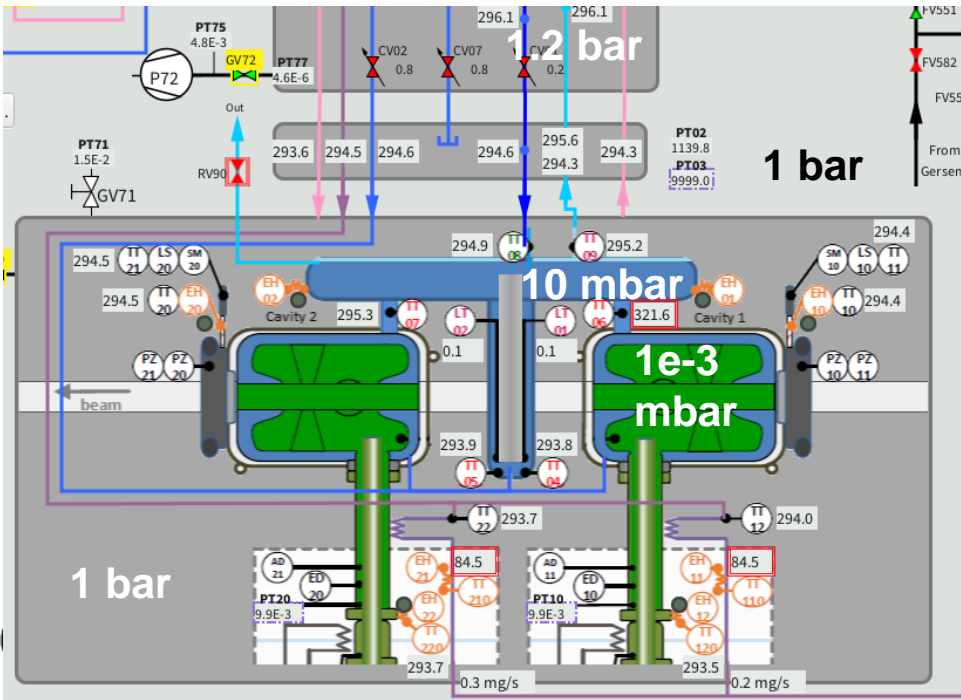 296.1
296.1
FV551
PT75
4.8E-3
1.2 bar
GV72
PT77
4.6E-6
P72
CV02
0.8
CV07
0.8
0.2
FV582
Out
FV55
PT71
1.5E-2
GV71
RV90
293.6
294.5
294.6
294.6
295.6
294.3
294.3
PT02
1139.8
PT03
9999.0
1 bar
From
Gersem
294.5
TT 21
LS 20
SM 20
294.9
TT 08
TT 09
295.2
294.4
SM 10
LS 10
TT 11
294.5
TT 20
EH 20
EH 02
10 mbar
EH 01
EH 10
TT 10
294.4
Cavity 2
295.3
TT 07
LT 02
LT 01
TT 06
321.6
Cavity 1
0.1
0.1
PZ 21
PZ 20
1e-3
mbar
PZ 10
PZ 11
beam
293.9
293.8
TT 05
TT 04
TT 22
293.7
TT 12
294.0
1 bar
AD 21
EH 21
84.5
ED 20
TT 210
PT20
9.9E-3
EH 22
TT 220
293.7
0.3 mg/s
AD 11
EH 11
84.5
ED 10
TT 110
PT10
9.9E-3
EH 12
TT 120
293.5
0.2 mg/s